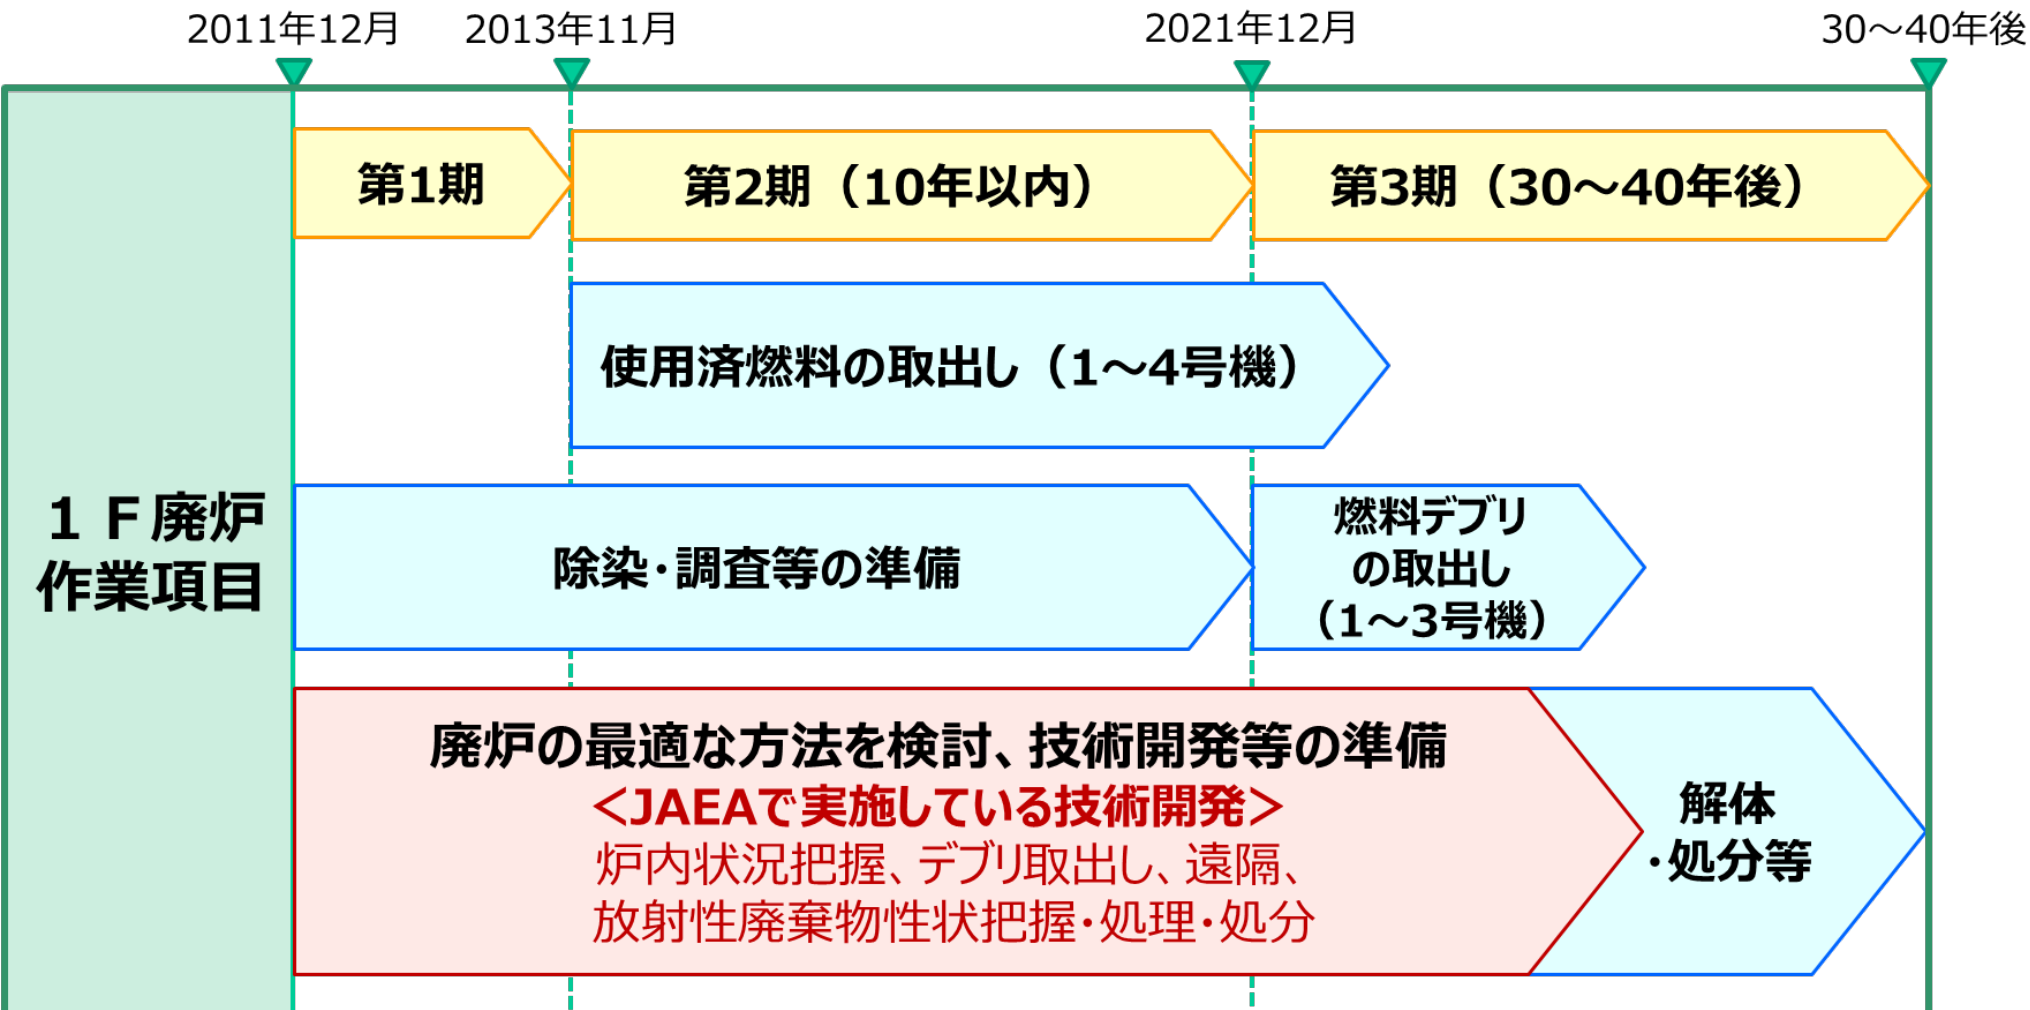 2011年12月
2013年11月
2021年12月
30～40年後
第1期
第2期（10年以内）
第3期（30～40年後）
使用済燃料の取出し（1～4号機）
１Ｆ廃炉
作業項目
除染・調査等の準備
燃料デブリ
の取出し
（1～3号機）
廃炉の最適な方法を検討、技術開発等の準備
＜JAEAで実施している技術開発＞
炉内状況把握、デブリ取出し、遠隔、
放射性廃棄物性状把握・処理・処分
解体
・処分等